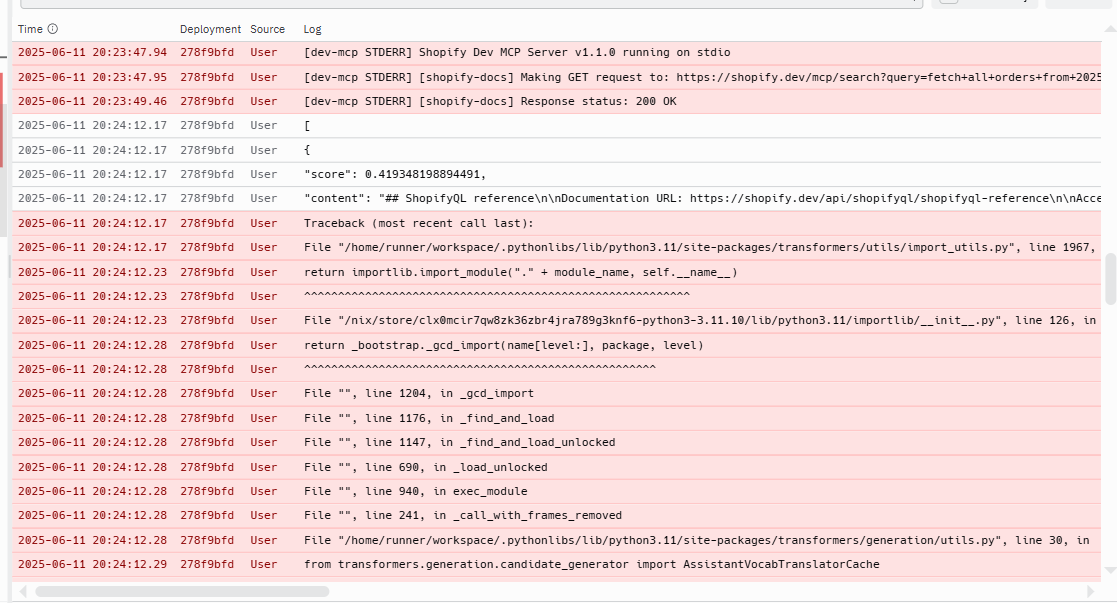 Time Deployment Source Log
2025-06-11 20:23:47.94 278f9bfd User [dev-mcp STDERR] Shopify Dev MCP Server v1.1.0 running on stdio
2025-06-11 20:23:47.95 278f9bfd User [dev-mcp STDERR] [shopify-docs] Making GET request to: https://shopify.dev/mcp/search?query=fetch+all+orders+from+2025
2025-06-11 20:23:49.46 278f9bfd User [dev-mcp STDERR] [shopify-docs] Response status: 200 OK
2025-06-11 20:24:12.17 278f9bfd User [
2025-06-11 20:24:12.17 278f9bfd User {
2025-06-11 20:24:12.17 278f9bfd User "score": 0.419348198894491,
2025-06-11 20:24:12.17 278f9bfd User "content": "## ShopifyQL reference\n\nDocumentation URL: https://shopify.dev/api/shopifyql/shopifyql-reference\n\nAcce
2025-06-11 20:24:12.17 278f9bfd User Traceback (most recent call last):
2025-06-11 20:24:12.17 278f9bfd User File "/home/runner/workspace/.pythonlibs/lib/python3.11/site-packages/transformers/utils/import_utils.py", line 1967,
2025-06-11 20:24:12.23 278f9bfd User return importlib.import_module("." + module_name, self.__name__)
2025-06-11 20:24:12.23 278f9bfd User ^^^^^^^^^^^^^^^^^^^^^^^^^^^^^^^^^^^^^^^^^^^^^^^^^^^^^^^^^
2025-06-11 20:24:12.23 278f9bfd User File "/nix/store/clx0mcir7qw8zk36zbr4jra789g3knf6-python3-3.11.10/lib/python3.11/importlib/__init__.py", line 126, in
2025-06-11 20:24:12.28 278f9bfd User return _bootstrap._gcd_import(name[level:], package, level)
2025-06-11 20:24:12.28 278f9bfd User ^^^^^^^^^^^^^^^^^^^^^^^^^^^^^^^^^^^^^^^^^^^^^^^^^^^^
2025-06-11 20:24:12.28 278f9bfd User File "", line 1204, in _gcd_import
2025-06-11 20:24:12.28 278f9bfd User File "", line 1176, in _find_and_load
2025-06-11 20:24:12.28 278f9bfd User File "", line 1147, in _find_and_load_unlocked
2025-06-11 20:24:12.28 278f9bfd User File "", line 690, in _load_unlocked
2025-06-11 20:24:12.28 278f9bfd User File "", line 940, in exec_module
2025-06-11 20:24:12.28 278f9bfd User File "", line 241, in _call_with_frames_removed
2025-06-11 20:24:12.28 278f9bfd User File "/home/runner/workspace/.pythonlibs/lib/python3.11/site-packages/transformers/generation/utils.py", line 30, in
2025-06-11 20:24:12.29 278f9bfd User from transformers.generation.candidate_generator import AssistantVocabTranslatorCache